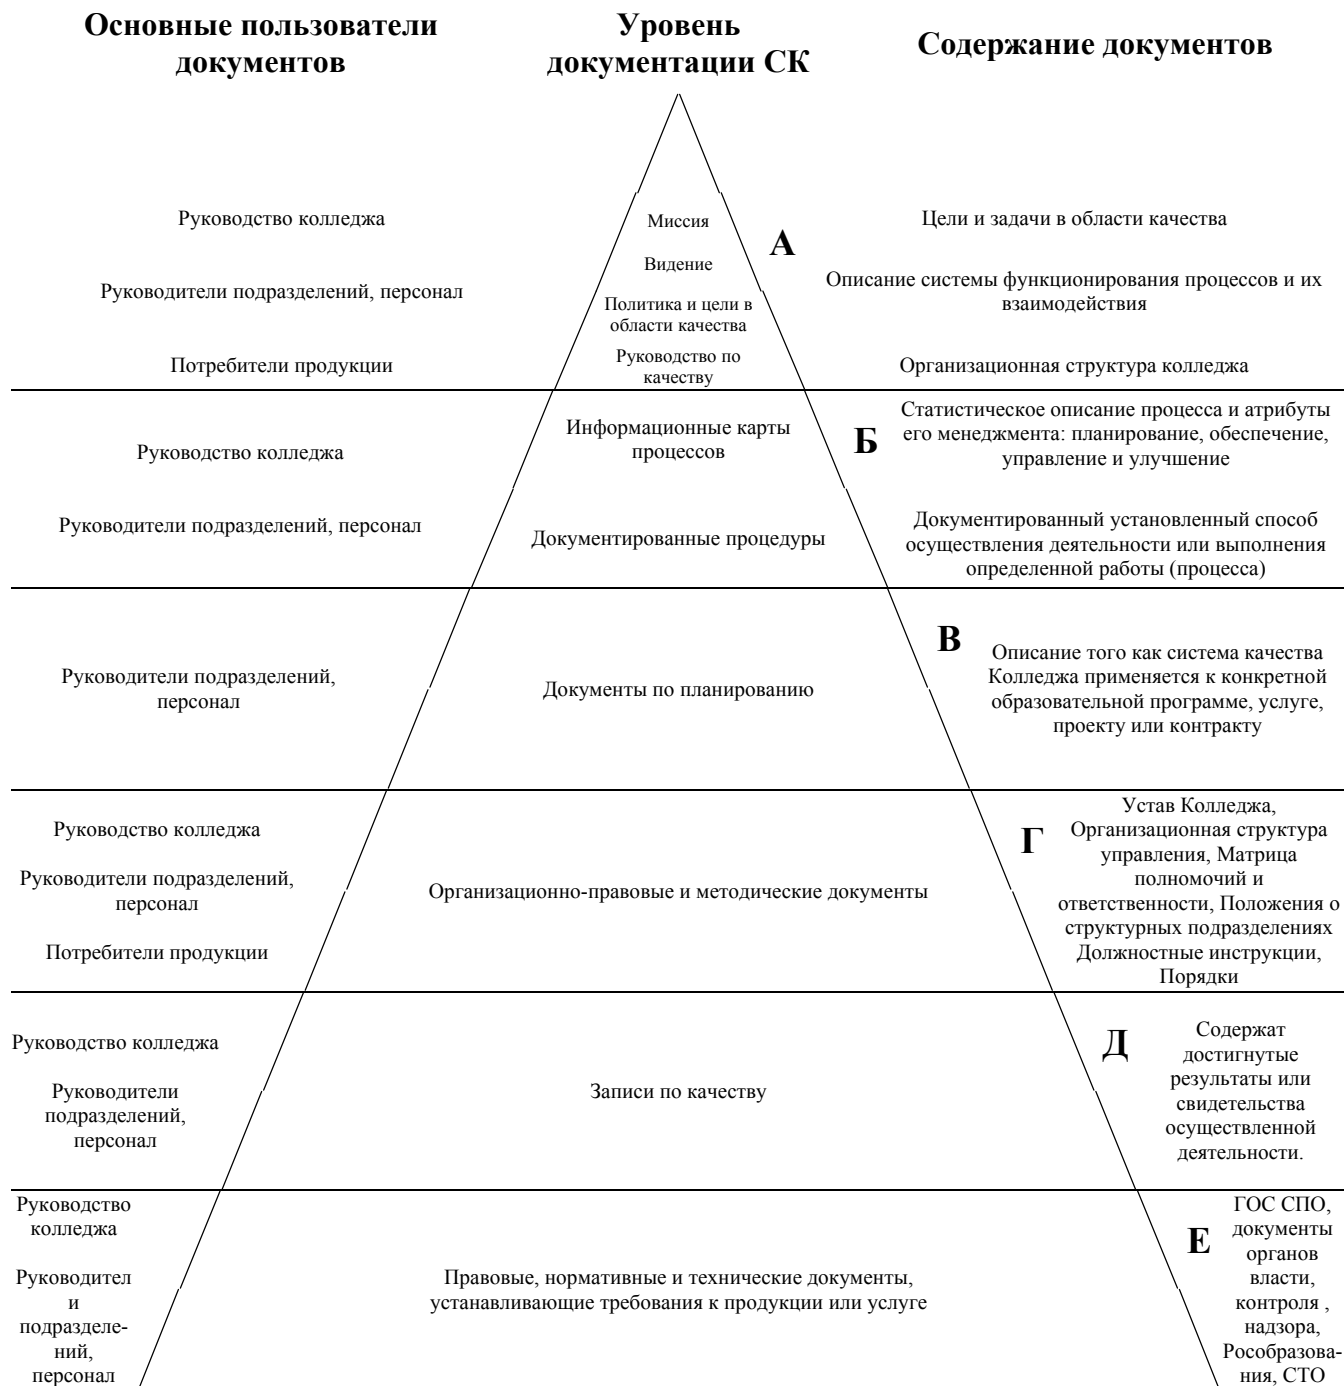 Основные пользователи
документов
Уровень
документации СК
Содержание документов
Руководство колледжа
Руководители подразделений, персонал
Потребители продукции
Миссия
Видение
Политика и цели в
области качества
Руководство по
качеству
А
Цели и задачи в области качества
Описание системы функционирования процессов и их
взаимодействия
Организационная структура колледжа
Руководство колледжа
Руководители подразделений, персонал
Информационные карты
процессов
Документированные процедуры
Б
Статистическое описание процесса и атрибуты
его менеджмента: планирование, обеспечение,
управление и улучшение
Документированный установленный способ
осуществления деятельности или выполнения
определенной работы (процесса)
Руководители подразделений,
персонал
Документы по планированию
В
Описание того как система качества
Колледжа применяется к конкретной
образовательной программе, услуге,
проекту или контракту
Руководство колледжа
Руководители подразделений,
персонал
Потребители продукции
Организационно-правовые и методические документы
Г
Устав Колледжа,
Организационная структура
управления, Матрица
полномочий и
ответственности, Положения о
структурных подразделениях
Должностные инструкции,
Порядки
Руководство колледжа
Руководители
подразделений,
персонал
Записи по качеству
Д
Содержат
достигнутые
результаты или
свидетельства
осуществленной
деятельности.
Руководство
колледжа
Руководител
и
подразделе-
ний,
персонал
Правовые, нормативные и технические документы,
устанавливающие требования к продукции или услуге
Е
ГОС СПО,
документы
органов
власти,
контроля ,
надзора,
Рособразова-
ния, СТО